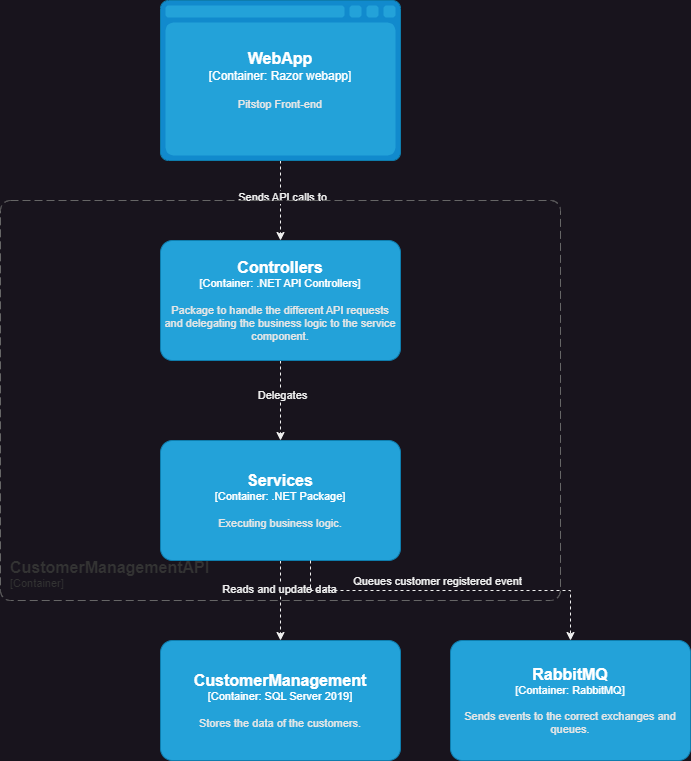 WebApp
[Container: Razor webapp]
Pitstop Front-end
Sends API calls to
Controllers
[Container: .NET API Controllers]
Package to handle the different API requests
and delegating the business logic to the service
component.
Delegates
Services
[Container: .NET Package]
Executing business logic.
CustomerManagementAPI
[Container]
Queues customer registered event
Reads and update data
CustomerManagement
[Container: SQL Server 2019]
Stores the data of the customers.
RabbitMQ
[Container: RabbitMQ]
Sends events to the correct exchanges and
queues.